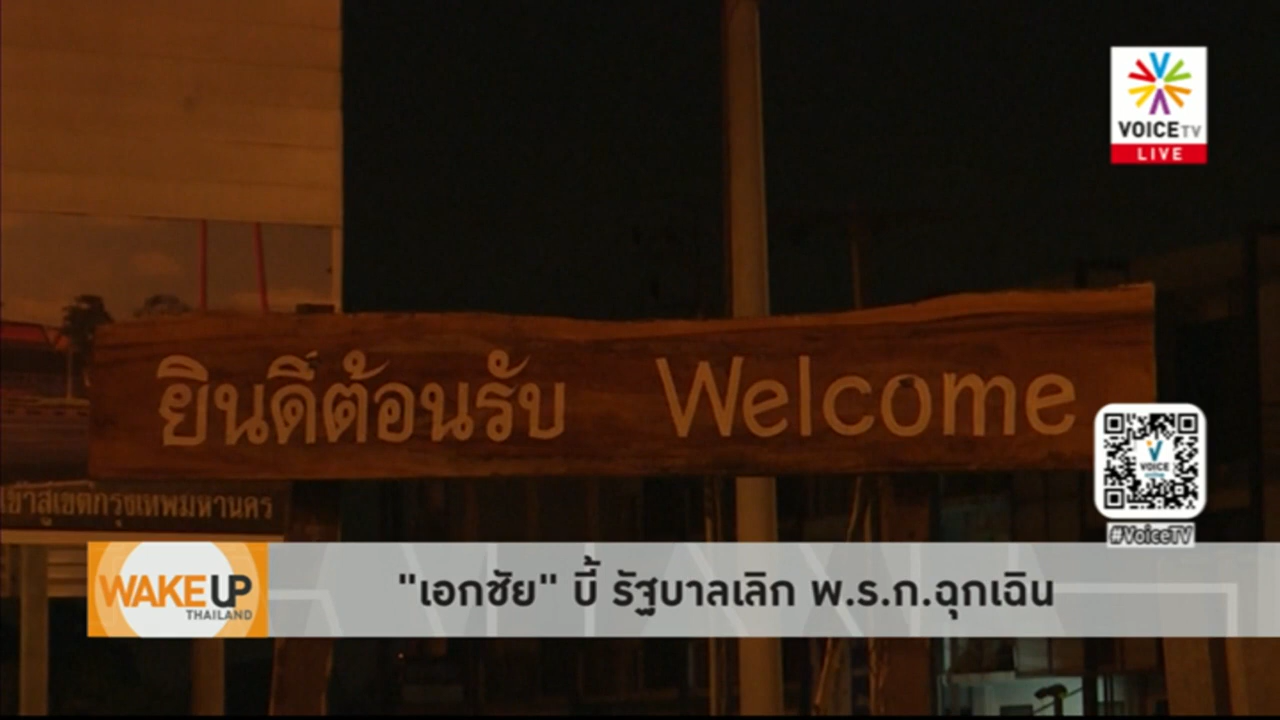 VOICE TV
LIVE
ยินดีต้อนรับ Welcome
VOICE
เข้าสู่เขตกรุงเทพมหานคร
#VoiceTV
WAKE UP
THAILAND
"เอกชัย" บี้ รัฐบาลเลิก พ.ร.ก.ฉุกเฉิน